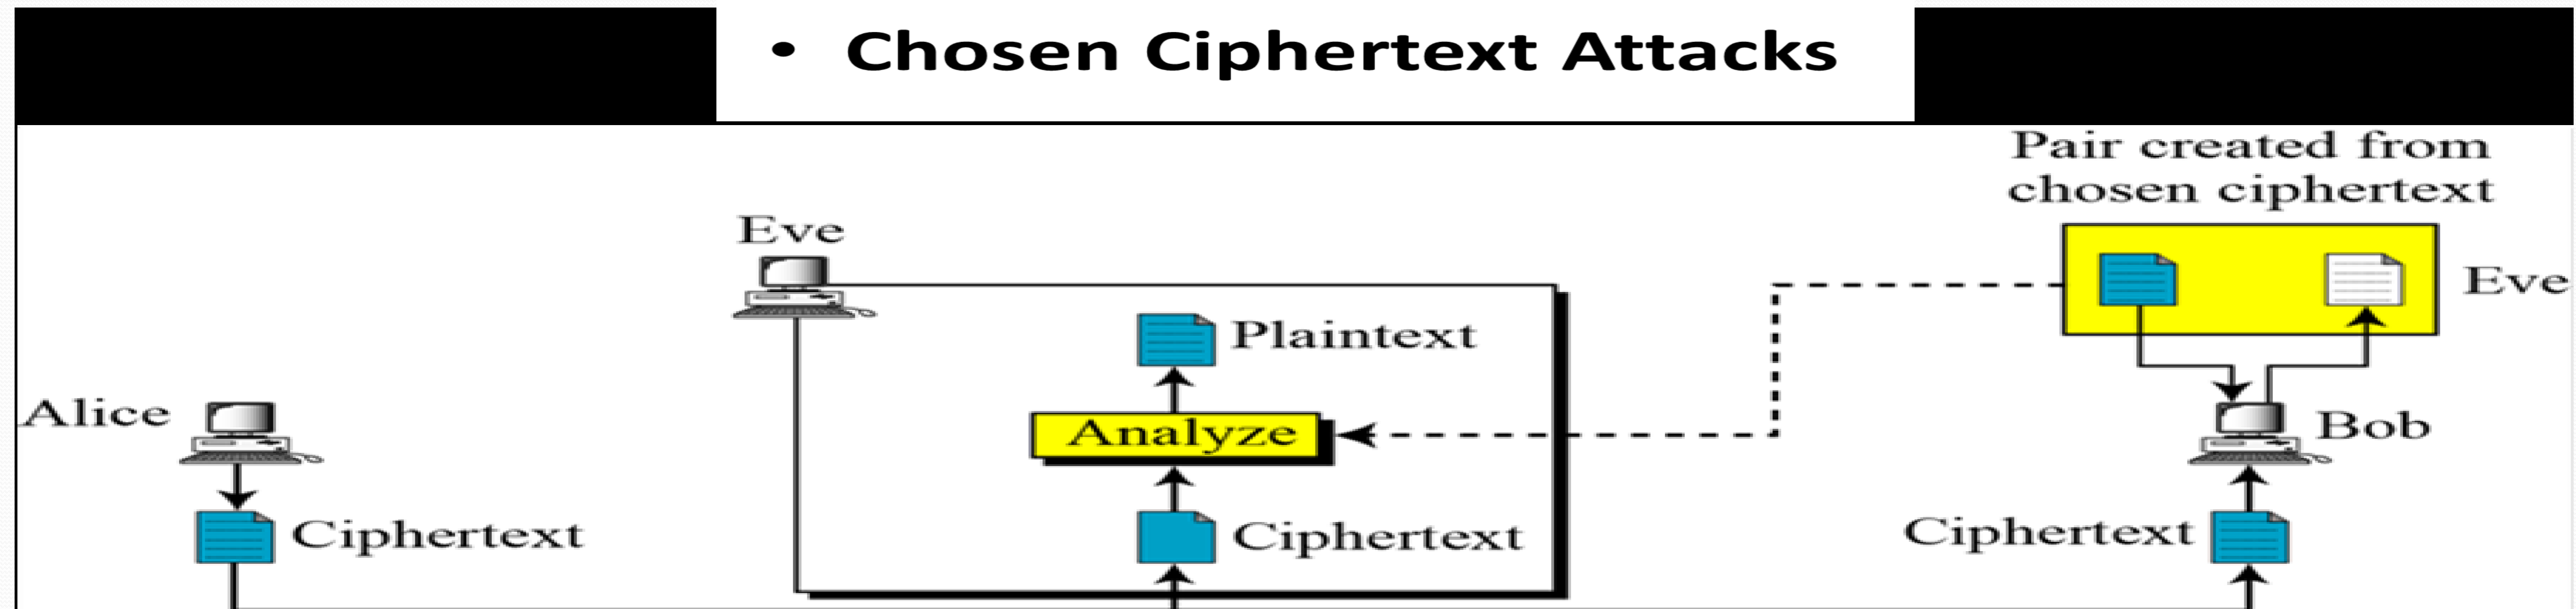 • Chosen Ciphertext Attacks
Pair created from
chosen ciphertext
Eve
Eve
Plaintext
Alice
Analyze
Bob
Ciphertext
Ciphertext
Ciphertext